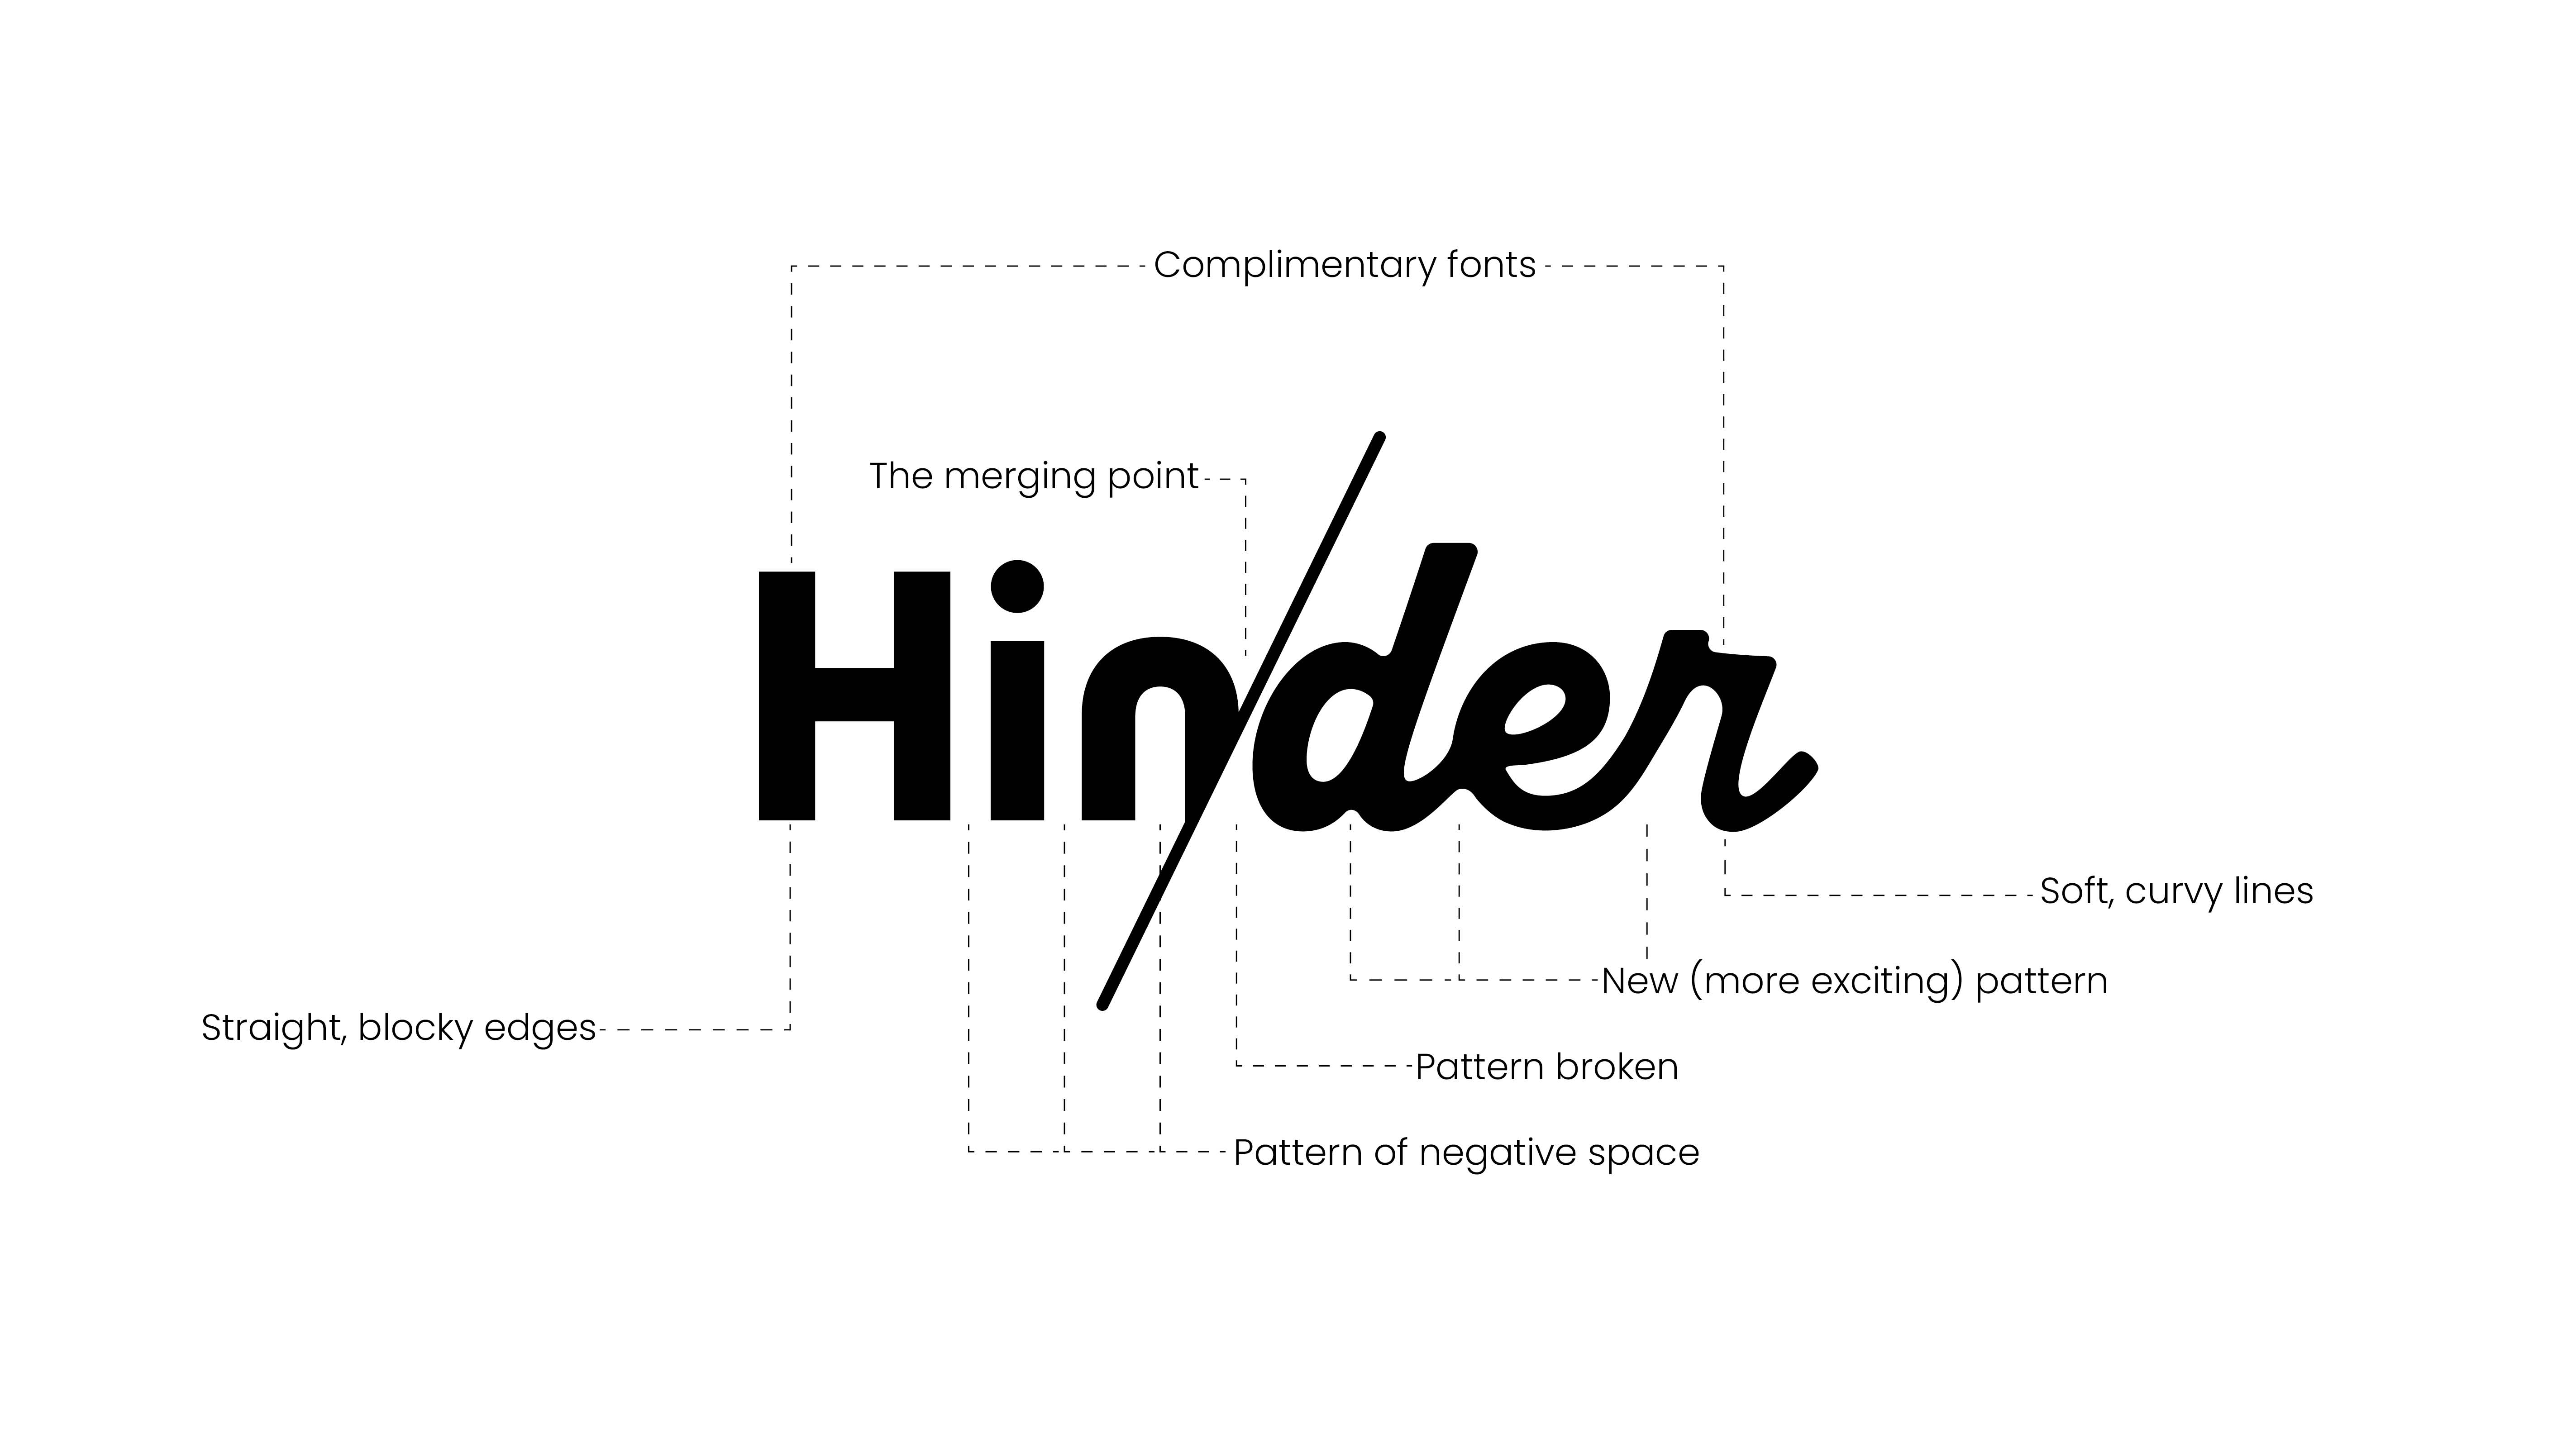 Complimentary fonts
The merging point
Hinder
Soft, curvy lines
New (more exciting) pattern
Straight, blocky edges
Pattern broken
Pattern of negative space